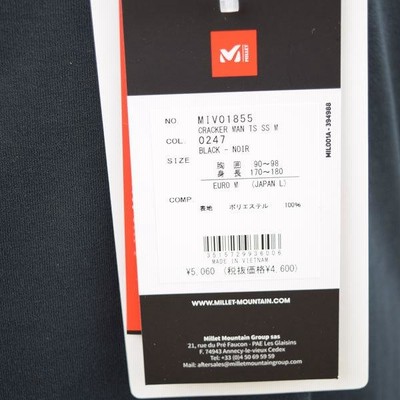 MILLET
NO. MIV01855
CRACKER MAN TS SS M
COL. 0247
BLACK - NOIR
SIZE 胸囲 90～98
身長 170～180
EURO M (JAPAN L)
COMP.
表地 ポリエステル 100%
3515729936006
MADE IN VIETNAM
¥5,060 (税抜価格¥4,600)
MIL001A - 394988
WWW.MILLET-MOUNTAIN.COM
Millet Mountain Group sas
21, rue du Pré Faucon - PAE Les Glaisins
F. 74943 Annecy-le-vieux Cedex
Tel: +33 (0)4 50 69 59 59
Mail: aftersales@millet-mountain-group.com